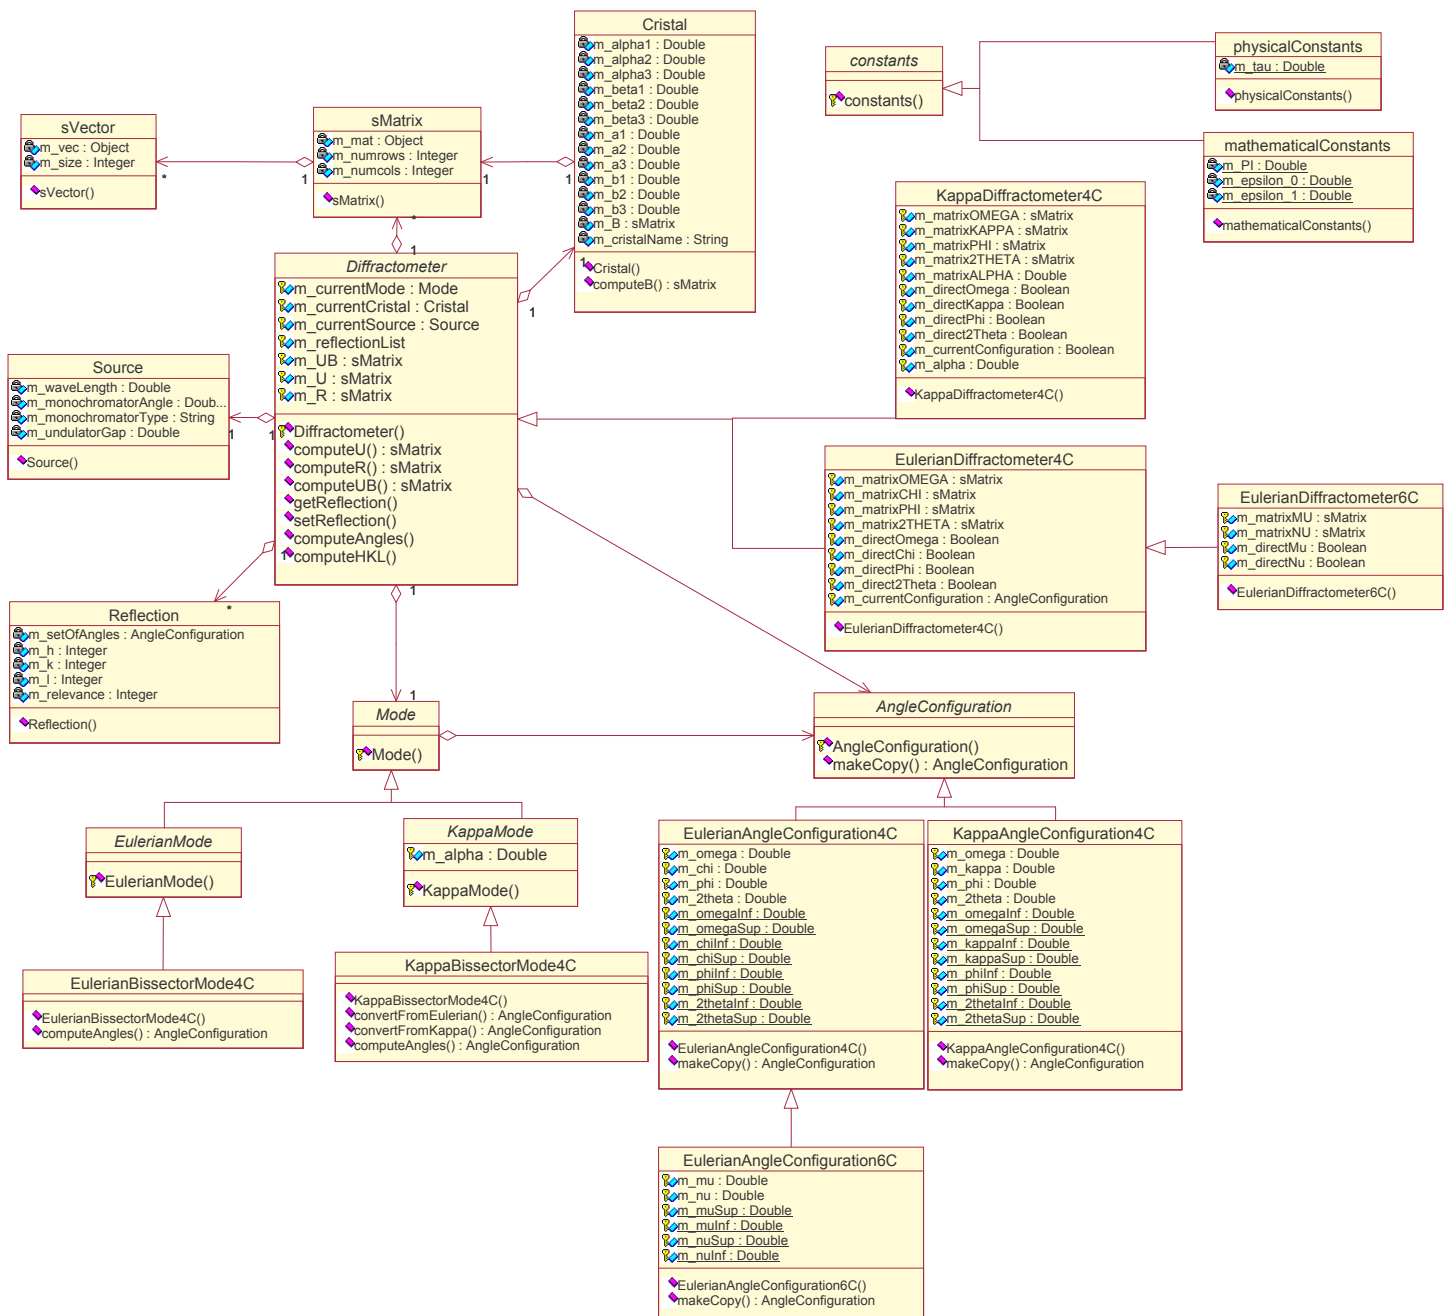 Cristal
m_alpha1 : Double
m_alpha2 : Double
m_alpha3 : Double
m_beta1 : Double
m_beta2 : Double
m_beta3 : Double
m_a1 : Double
m_a2 : Double
m_a3 : Double
m_b1 : Double
m_b2 : Double
m_b3 : Double
m_B : sMatrix
m_cristalName : String
Cristal()
computeB() : sMatrix
constants
constants()
physicalConstants
m_tau : Double
physicalConstants()
mathematicalConstants
m_PI : Double
m_epsilon_0 : Double
m_epsilon_1 : Double
mathematicalConstants()
sVector
m_vec : Object
m_size : Integer
sVector()
*
1
sMatrix
m_mat : Object
m_numrows : Integer
m_numcols : Integer
sMatrix()
1
1
*
1
1
1
Diffractometer
m_currentMode : Mode
m_currentCristal : Cristal
m_currentSource : Source
m_reflectionList
m_UB : sMatrix
m_U : sMatrix
m_R : sMatrix
Diffractometer()
computeU() : sMatrix
computeR() : sMatrix
computeUB() : sMatrix
getReflection()
setReflection()
computeAngles()
computeHKL()
1
1
1
1
*
1
1
Source
m_waveLength : Double
m_monochromatorAngle : Doub...
m_monochromatorType : String
m_undulatorGap : Double
Source()
KappaDiffractometer4C
m_matrixOMEGA : sMatrix
m_matrixKAPPA : sMatrix
m_matrixPHI : sMatrix
m_matrix2THETA : sMatrix
m_matrixALPHA : Double
m_directOmega : Boolean
m_directKappa : Boolean
m_directPhi : Boolean
m_direct2Theta : Boolean
m_currentConfiguration : Boolean
m_alpha : Double
KappaDiffractometer4C()
EulerianDiffractometer4C
m_matrixOMEGA : sMatrix
m_matrixCHI : sMatrix
m_matrixPHI : sMatrix
m_matrix2THETA : sMatrix
m_directOmega : Boolean
m_directChi : Boolean
m_directPhi : Boolean
m_direct2Theta : Boolean
m_currentConfiguration : AngleConfiguration
EulerianDiffractometer4C()
EulerianDiffractometer6C
m_matrixMU : sMatrix
m_matrixNU : sMatrix
m_directMu : Boolean
m_directNu : Boolean
EulerianDiffractometer6C()
Reflection
m_setOfAngles : AngleConfiguration
m_h : Integer
m_k : Integer
m_l : Integer
m_relevance : Integer
Reflection()
Mode
Mode()
AngleConfiguration
AngleConfiguration()
makeCopy() : AngleConfiguration
EulerianMode
EulerianMode()
KappaMode
m_alpha : Double
KappaMode()
EulerianBissectorMode4C
EulerianBissectorMode4C()
computeAngles() : AngleConfiguration
KappaBissectorMode4C
KappaBissectorMode4C()
convertFromEulerian() : AngleConfiguration
convertFromKappa() : AngleConfiguration
computeAngles() : AngleConfiguration
EulerianAngleConfiguration4C
m_omega : Double
m_chi : Double
m_phi : Double
m_2theta : Double
m_omegaInf : Double
m_omegaSup : Double
m_chiInf : Double
m_chiSup : Double
m_phiInf : Double
m_phiSup : Double
m_2thetaInf : Double
m_2thetaSup : Double
EulerianAngleConfiguration4C()
makeCopy() : AngleConfiguration
KappaAngleConfiguration4C
m_omega : Double
m_kappa : Double
m_phi : Double
m_2theta : Double
m_omegaInf : Double
m_omegaSup : Double
m_kappaInf : Double
m_kappaSup : Double
m_phiInf : Double
m_phiSup : Double
m_2thetaInf : Double
m_2thetaSup : Double
KappaAngleConfiguration4C()
makeCopy() : AngleConfiguration
EulerianAngleConfiguration6C
m_mu : Double
m_nu : Double
m_muSup : Double
m_muInf : Double
m_nuSup : Double
m_nuInf : Double
EulerianAngleConfiguration6C()
makeCopy() : AngleConfiguration